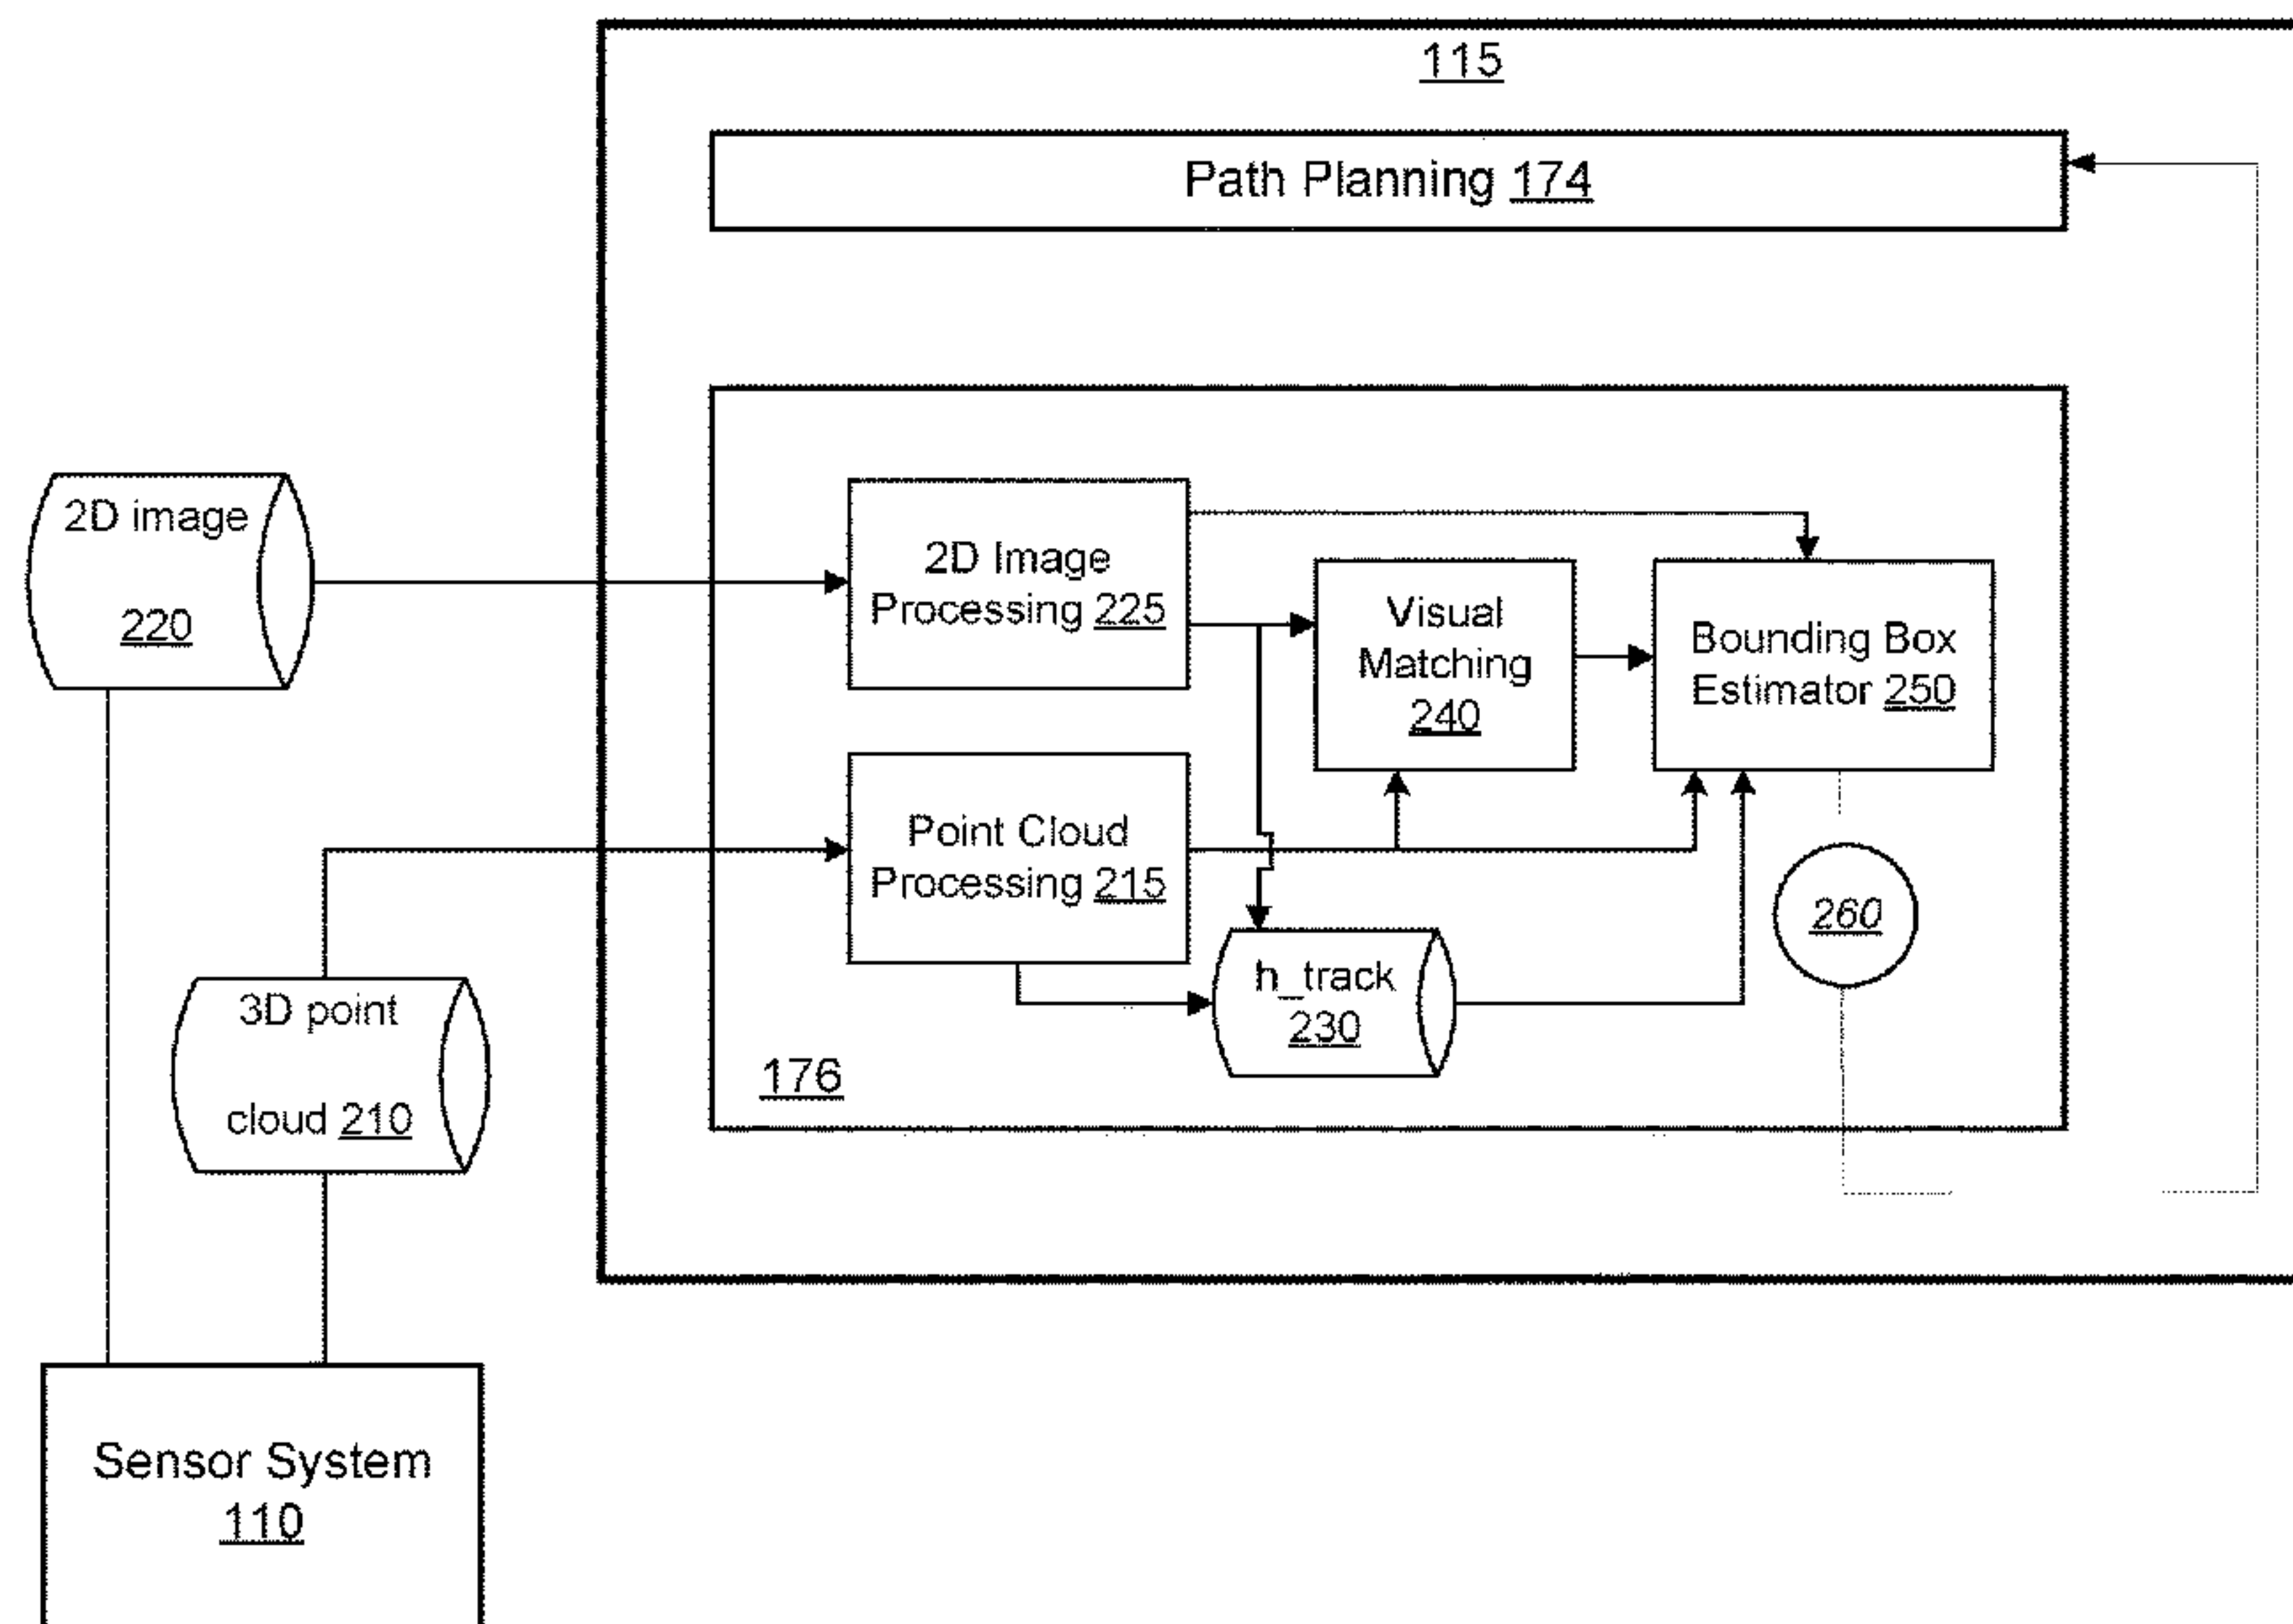 115
Path Planning 174
2D image
220
2D Image
Processing 225
Visual
Matching
240
Bounding Box
Estimator 250
Point Cloud
Processing 215
260
h_track
230
3D point
cloud 210
176
Sensor System
110